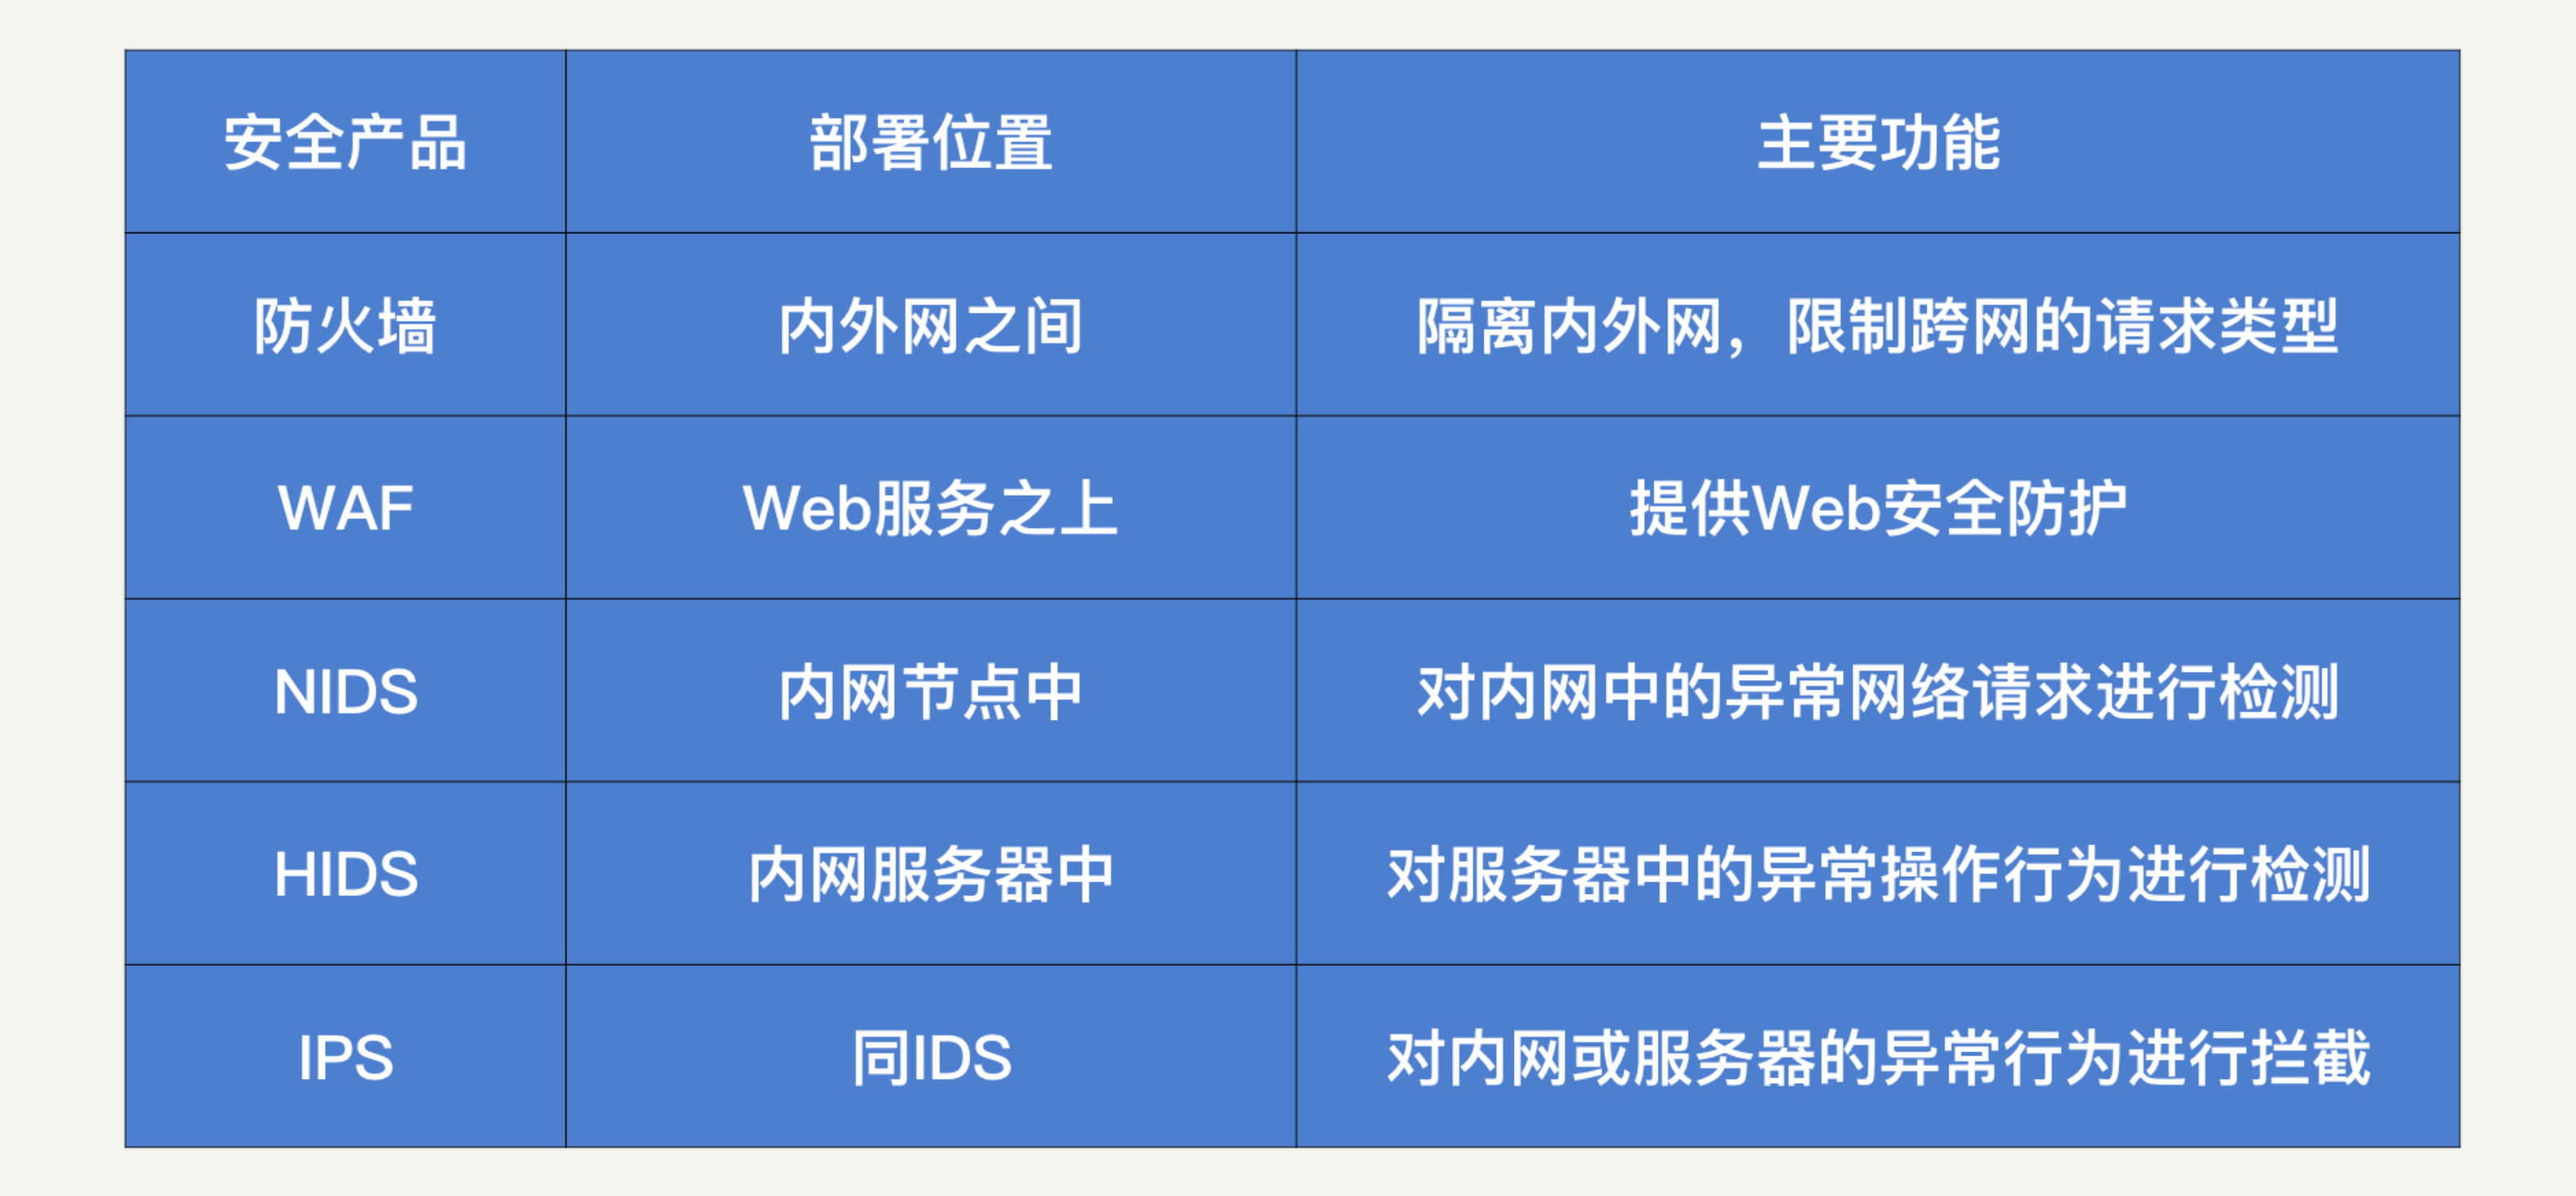 安全产品 部署位置 主要功能
防火墙 内外网之间 隔离内外网，限制跨网的请求类型
WAF Web服务之上 提供Web安全防护
NIDS 内网节点中 对内网中的异常网络请求进行检测
HIDS 内网服务器中 对服务器中的异常操作行为进行检测
IPS 同IDS 对内网或服务器的异常行为进行拦截